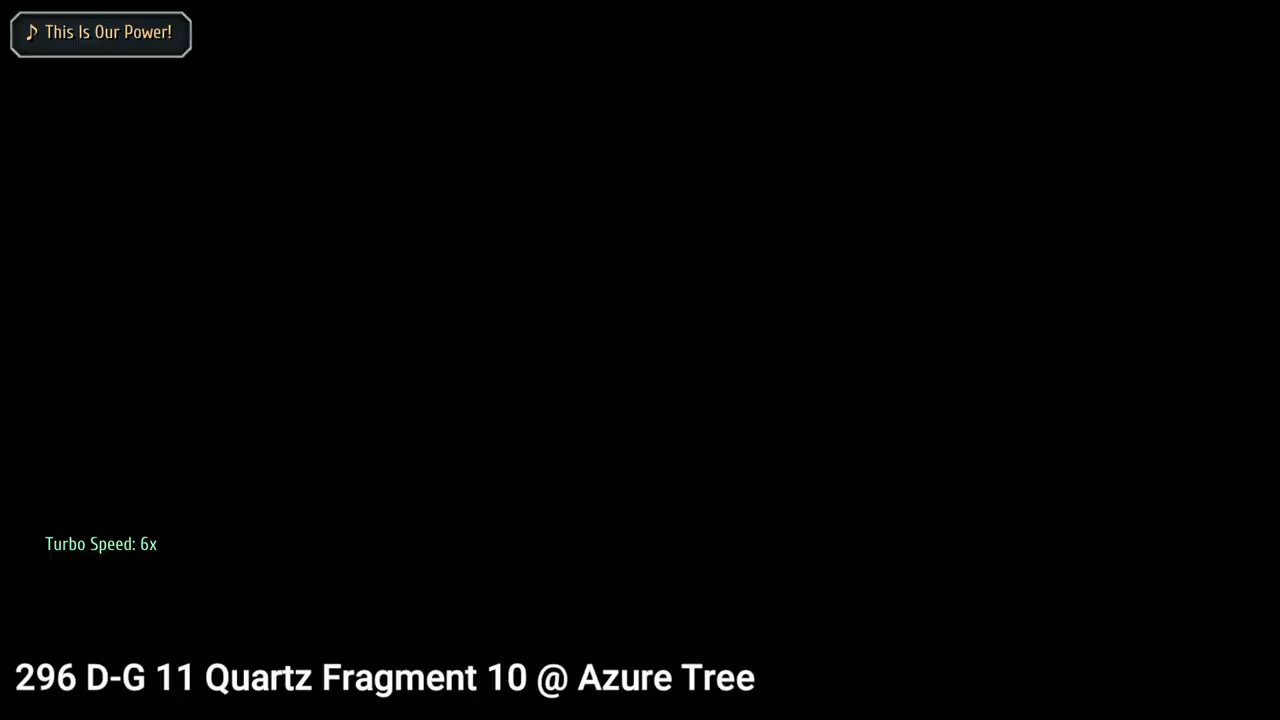 ♪ This Is Our Power!
Turbo Speed: 6x
296 D-G 11 Quartz Fragment 10 @ Azure Tree